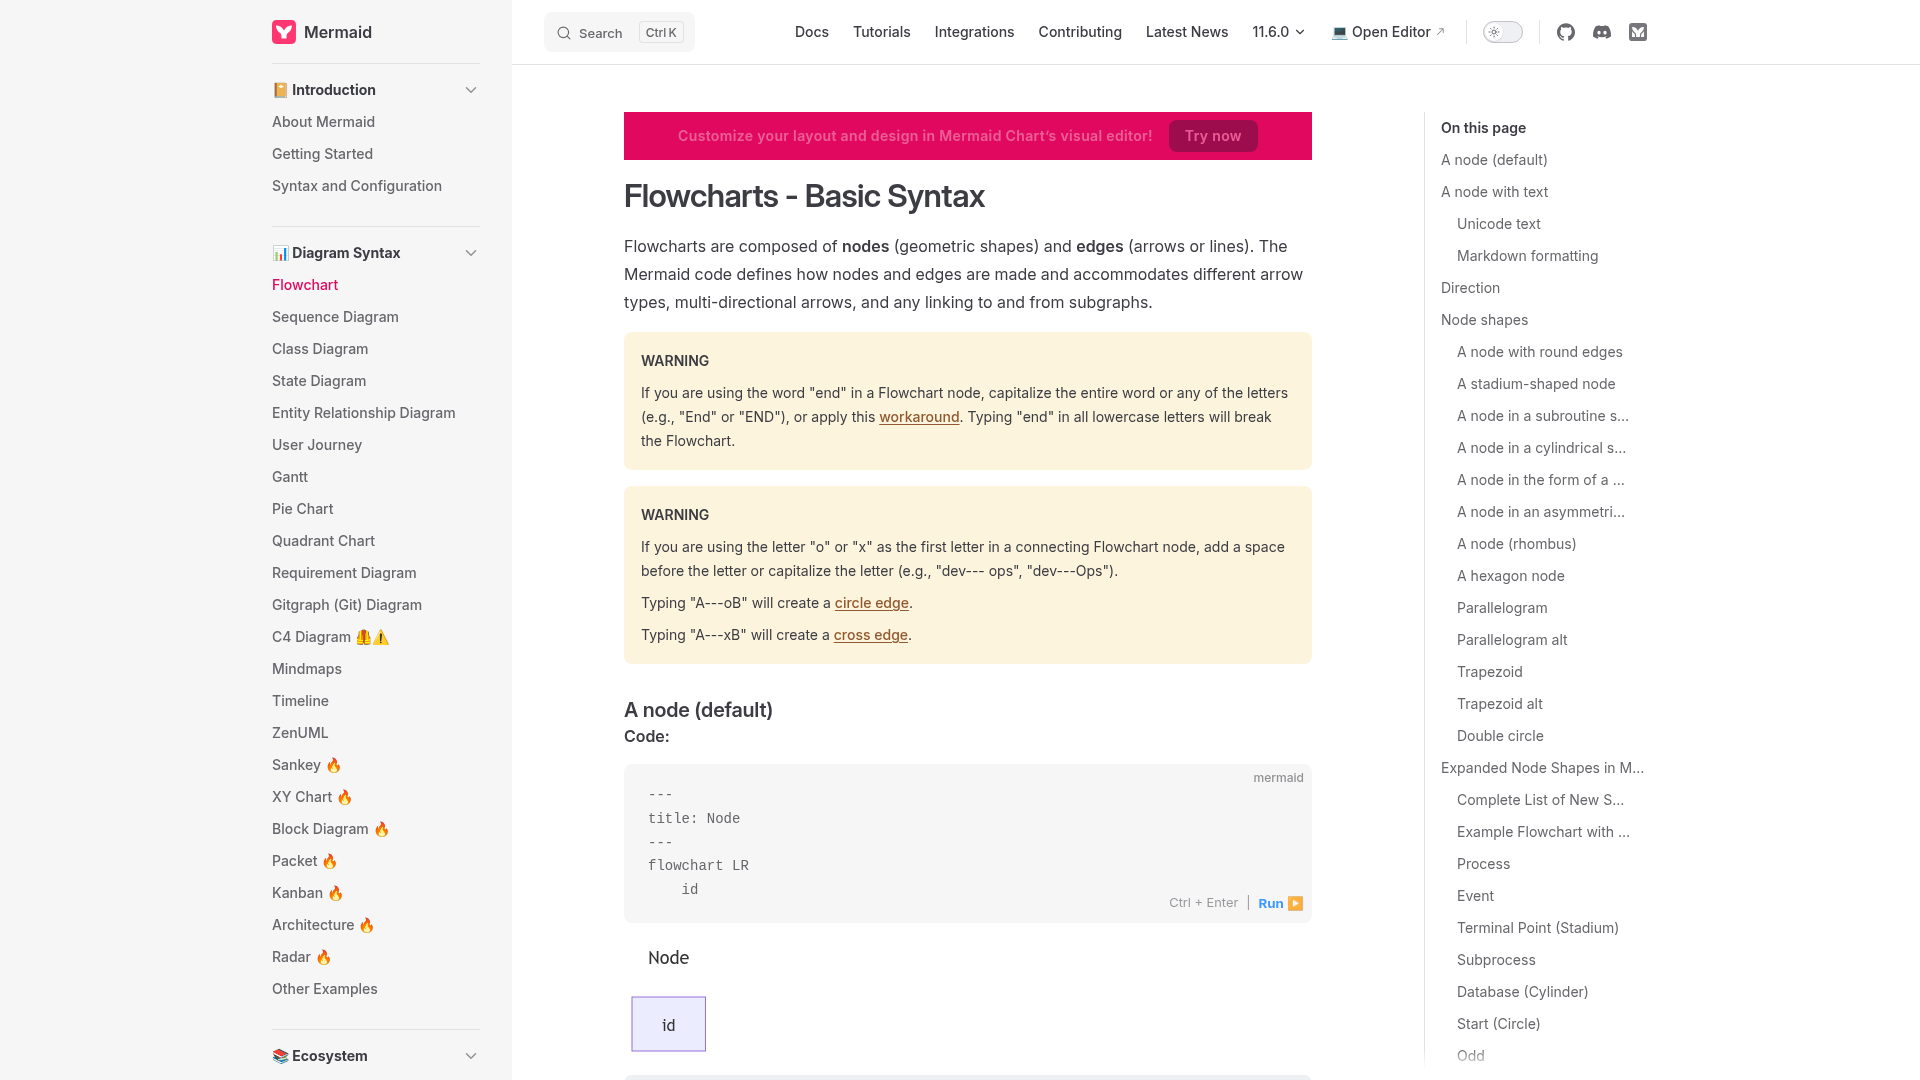 Mermaid
📔 Introduction
About Mermaid
Getting Started
Syntax and Configuration
📊 Diagram Syntax
Flowchart
Sequence Diagram
Class Diagram
State Diagram
Entity Relationship Diagram
User Journey
Gantt
Pie Chart
Quadrant Chart
Requirement Diagram
Gitgraph (Git) Diagram
C4 Diagram 🦺⚠️
Mindmaps
Timeline
ZenUML
Sankey 🔥
XY Chart 🔥
Block Diagram 🔥
Packet 🔥
Kanban 🔥
Architecture 🔥
Radar 🔥
Other Examples
📚 Ecosystem
Search Ctrl K
Docs
Tutorials
Integrations
Contributing
Latest News
11.6.0
💻 Open Editor
Customize your layout and design in Mermaid Chart's visual editor! Try now
Flowcharts - Basic Syntax
Flowcharts are composed of nodes (geometric shapes) and edges (arrows or lines). The
Mermaid code defines how nodes and edges are made and accommodates different arrow
types, multi-directional arrows, and any linking to and from subgraphs.
WARNING
If you are using the word "end" in a Flowchart node, capitalize the entire word or any of the letters
(e.g., "End" or "END"), or apply this workaround. Typing "end" in all lowercase letters will break
the Flowchart.
WARNING
If you are using the letter "o" or "x" as the first letter in a connecting Flowchart node, add a space
before the letter or capitalize the letter (e.g., "dev--- ops", "dev---Ops").
Typing "A---oB" will create a circle edge.
Typing "A---xB" will create a cross edge.
A node (default)
Code:
mermaid
---
title: Node
---
flowchart LR
    id
Ctrl + Enter | Run ▶️
Node
id
On this page
A node (default)
A node with text
Unicode text
Markdown formatting
Direction
Node shapes
A node with round edges
A stadium-shaped node
A node in a subroutine s...
A node in a cylindrical s...
A node in the form of a ...
A node in an asymmetri...
A node (rhombus)
A hexagon node
Parallelogram
Parallelogram alt
Trapezoid
Trapezoid alt
Double circle
Expanded Node Shapes in M...
Complete List of New S...
Example Flowchart with ...
Process
Event
Terminal Point (Stadium)
Subprocess
Database (Cylinder)
Start (Circle)
Odd